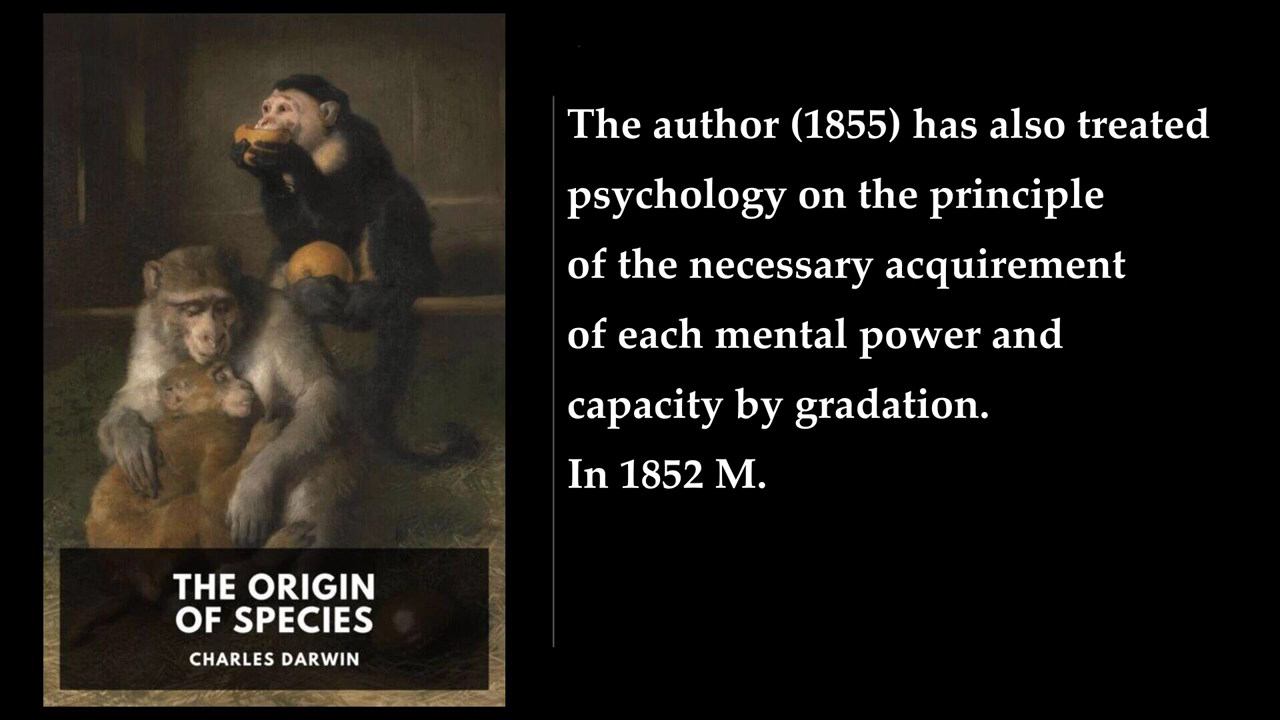 THE ORIGIN
OF SPECIES
CHARLES DARWIN
The author (1855) has also treated
psychology on the principle
of the necessary acquirement
of each mental power and
capacity by gradation.
In 1852 M.